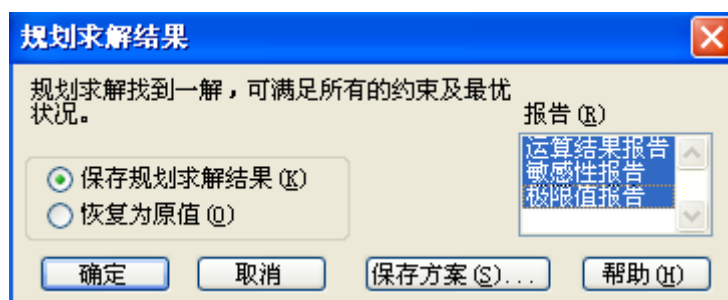 规划求解结果
规划求解找到一解，可满足所有的约束及最优
状况。
报告(R)
运算结果报告
敏感性报告
极限值报告
保存规划求解结果(K)
恢复为原值(O)
确定
取消
保存方案(S)...
帮助(H)